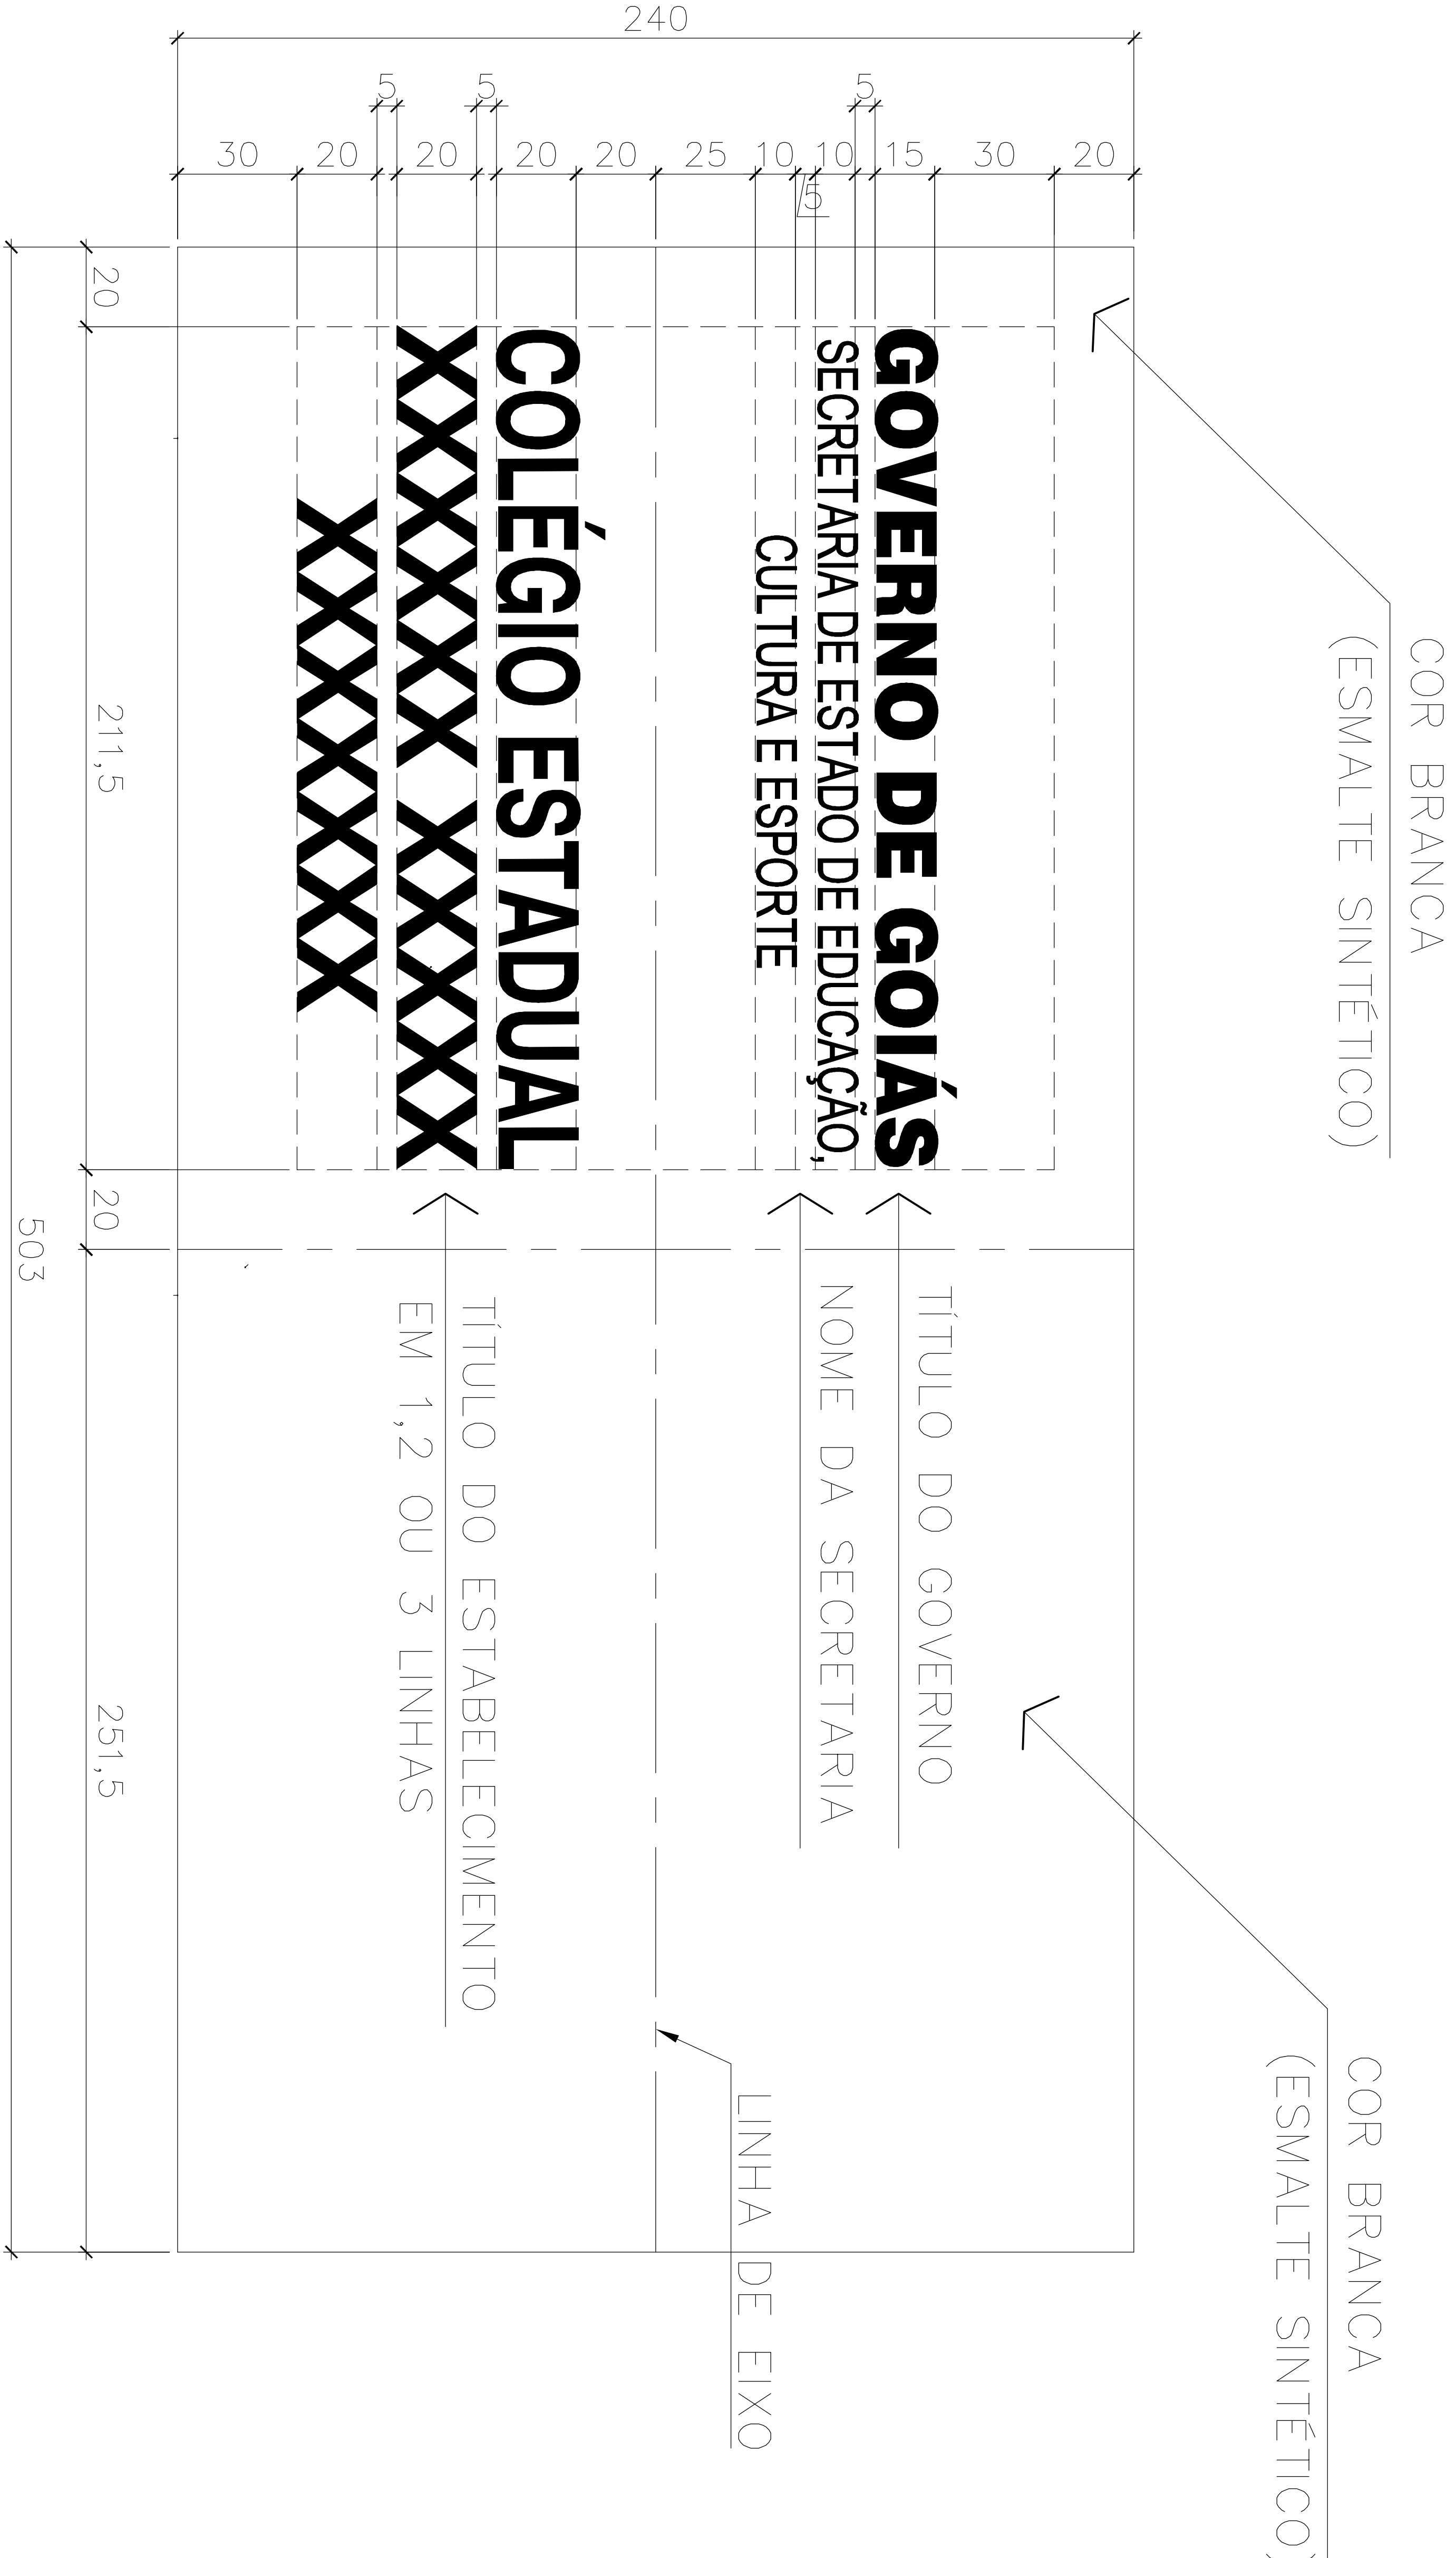 COR BRANCA
(ESMALTE SINTÉTICO)
COR BRANCA
(ESMALTE SINTÉTICO)
GOVERNO DE GOIÁS
SECRETARIA DE ESTADO DE EDUCAÇÃO,
CULTURA E ESPORTE
COLÉGIO ESTADUAL
XXXXXX XXXXX
XXXXXXX
TÍTULO DO GOVERNO
NOME DA SECRETARIA
LINHA DE EIXO
TÍTULO DO ESTABELECIMENTO
EM 1,2 OU 3 LINHAS
240
5
5
5
30
20
20
20
20
25
10
5
10
15
30
20
20
211,5
20
251,5
503